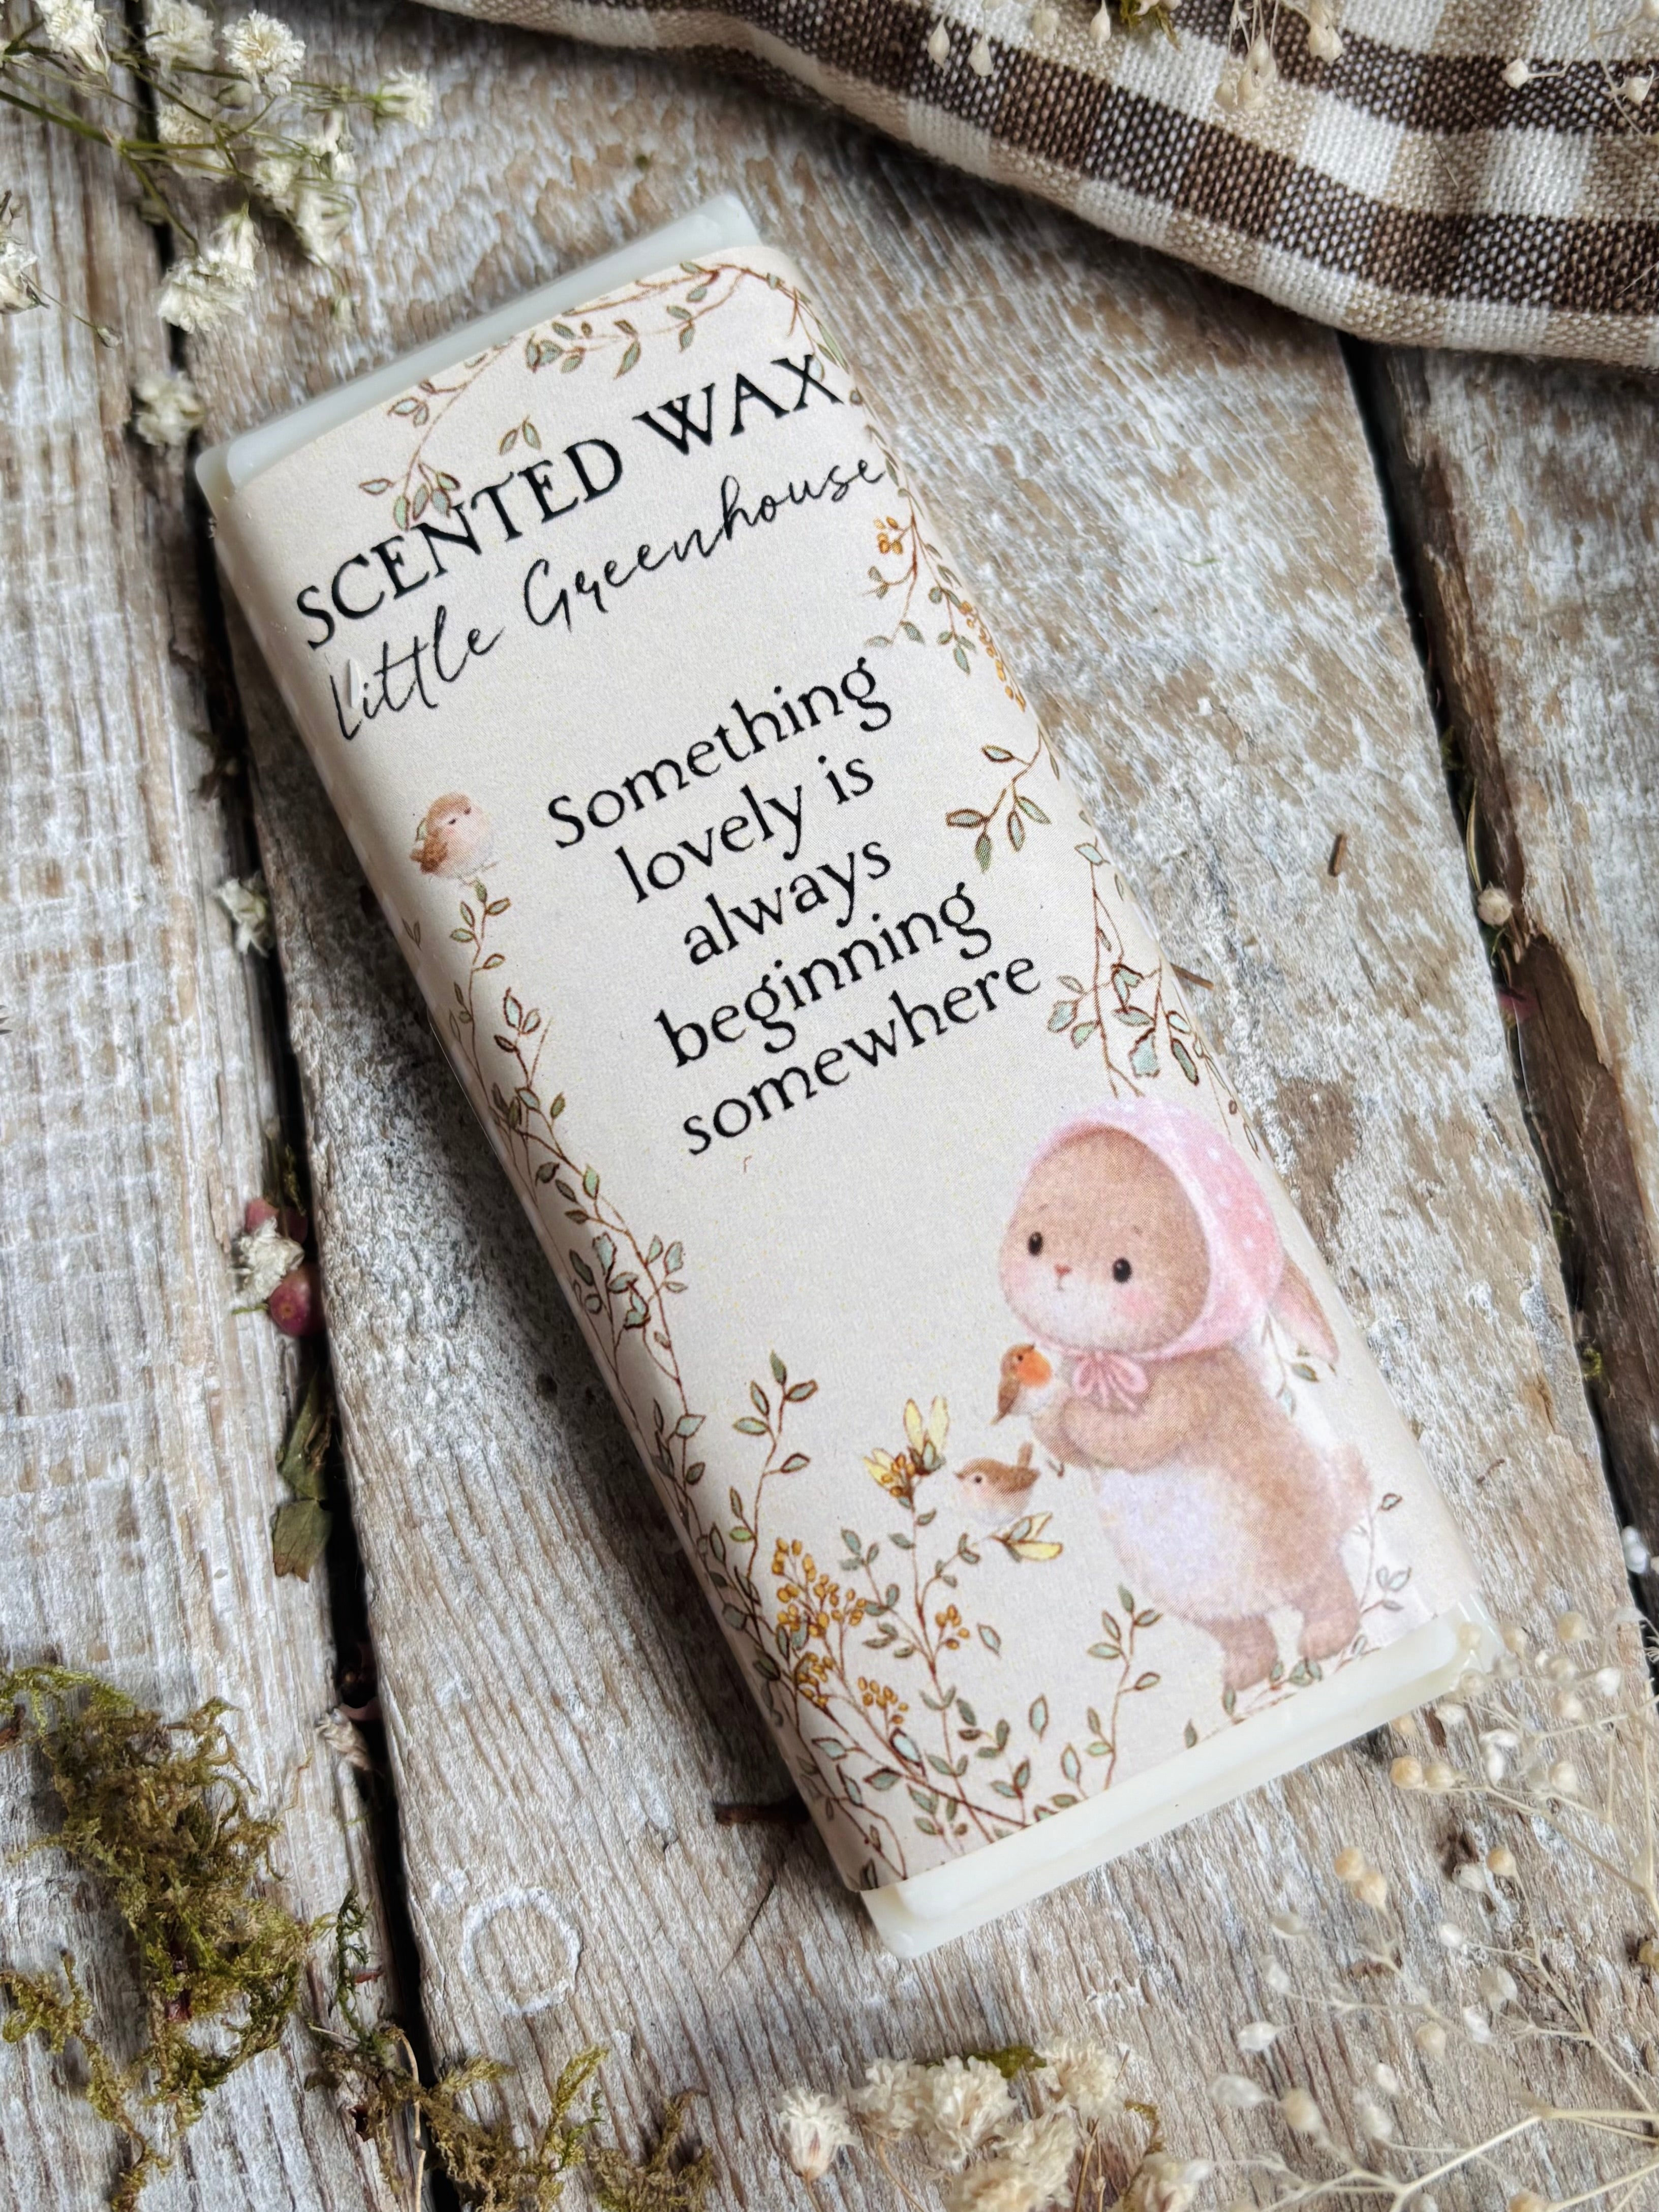 SCENTED WAX
Little Greenhouse
Something
lovely is
always
beginning
somewhere